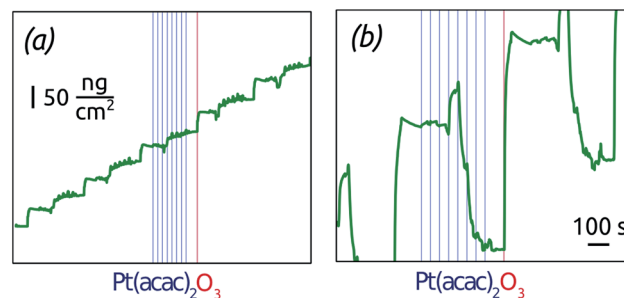 (a)
50 ng
cm²
(b)
100 s
Pt(acac)₂O₃
Pt(acac)₂O₃